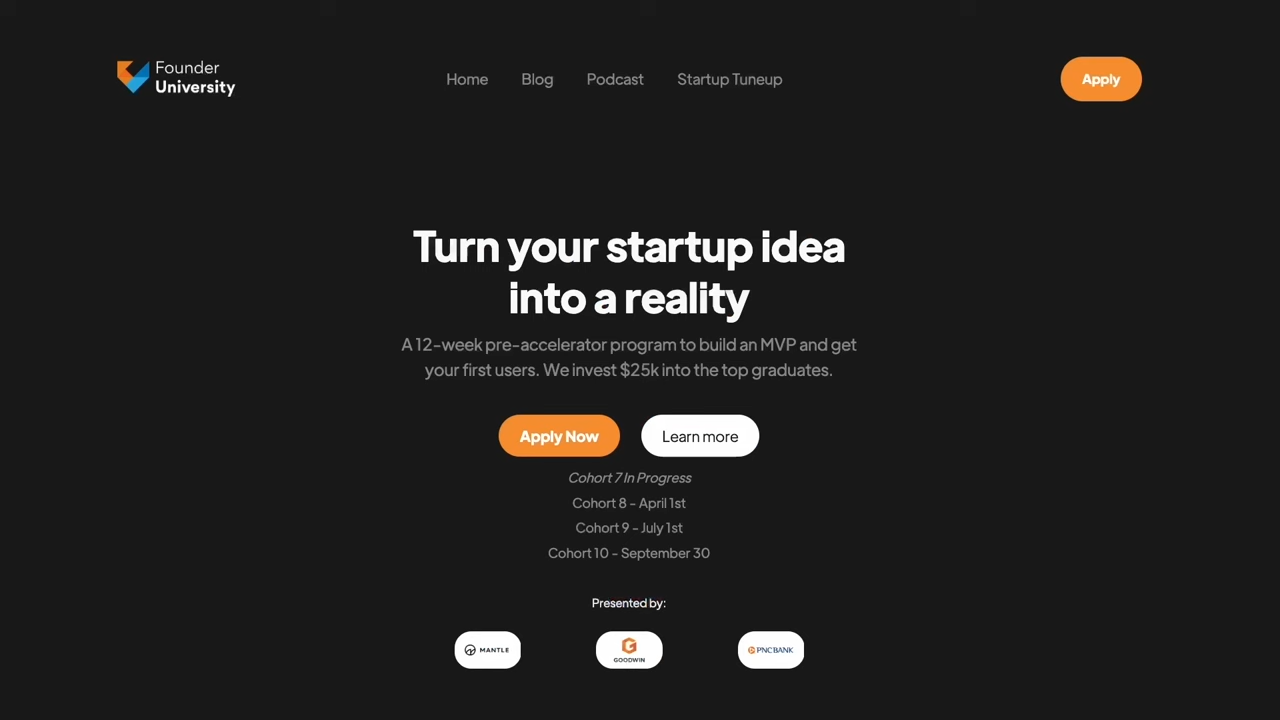 Founder
University
Home Blog Podcast Startup Tuneup
Apply
Turn your startup idea
into a reality
A 12-week pre-accelerator program to build an MVP and get
your first users. We invest $25k into the top graduates.
Apply Now Learn more
Cohort 7 In Progress
Cohort 8 - April 1st
Cohort 9 - July 1st
Cohort 10 - September 30
Presented by:
MANTLE
GOODWIN
PNC BANK